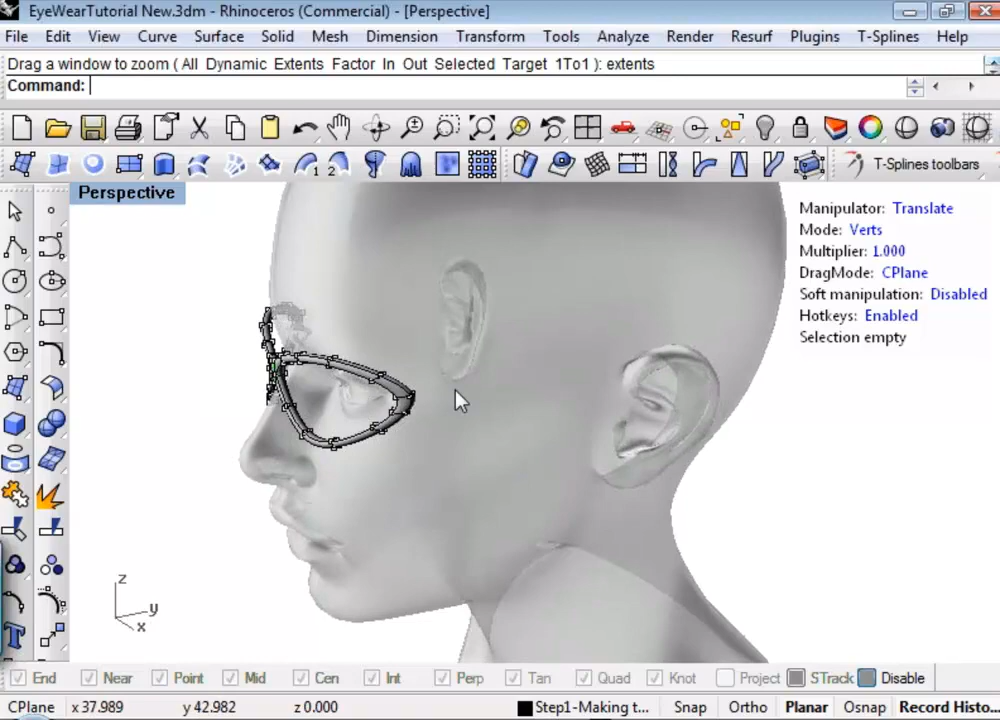 EyeWearTutorial New.3dm - Rhinoceros (Commercial) - [Perspective]
File Edit View Curve Surface Solid Mesh Dimension Transform Tools Analyze Render Resurf Plugins T-Splines Help
Drag a window to zoom ( All Dynamic Extents Factor In Out Selected Target 1To1 ): extents
Command:
1 2 T-Splines toolbars
Perspective
Manipulator: Translate
Mode: Verts
Multiplier: 1.000
DragMode: CPlane
Soft manipulation: Disabled
Hotkeys: Enabled
Selection empty
z
y
x
T
End Near Point Mid Cen Int Perp Tan Quad Knot Project STrack Disable
CPlane x 37.989 y 42.982 z 0.000 Step1-Making t... Snap Ortho Planar Osnap Record Histo...